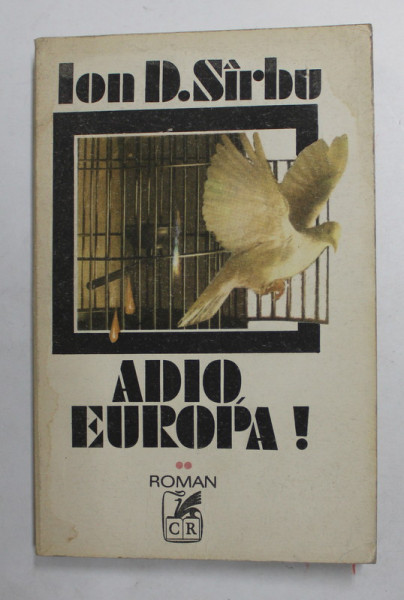 Ion D. Sîrbu
ADIO,
EUROPA !
ROMAN
CR